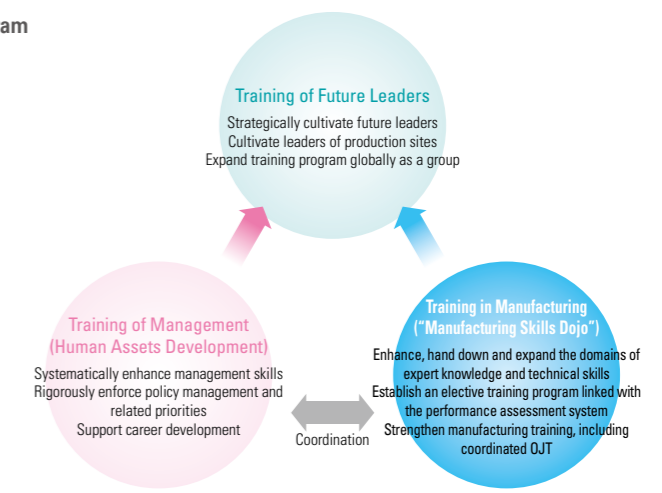 am
Training of Future Leaders
Strategically cultivate future leaders
Cultivate leaders of production sites
Expand training program globally as a group
Training of Management
(Human Assets Development)
Systematically enhance management skills
Rigorously enforce policy management and
related priorities
Support career development
Coordination
Training in Manufacturing
("Manufacturing Skills Dojo")
Enhance, hand down and expand the domains of
expert knowledge and technical skills
Establish an elective training program linked with
the performance assessment system
Strengthen manufacturing training, including
coordinated OJT